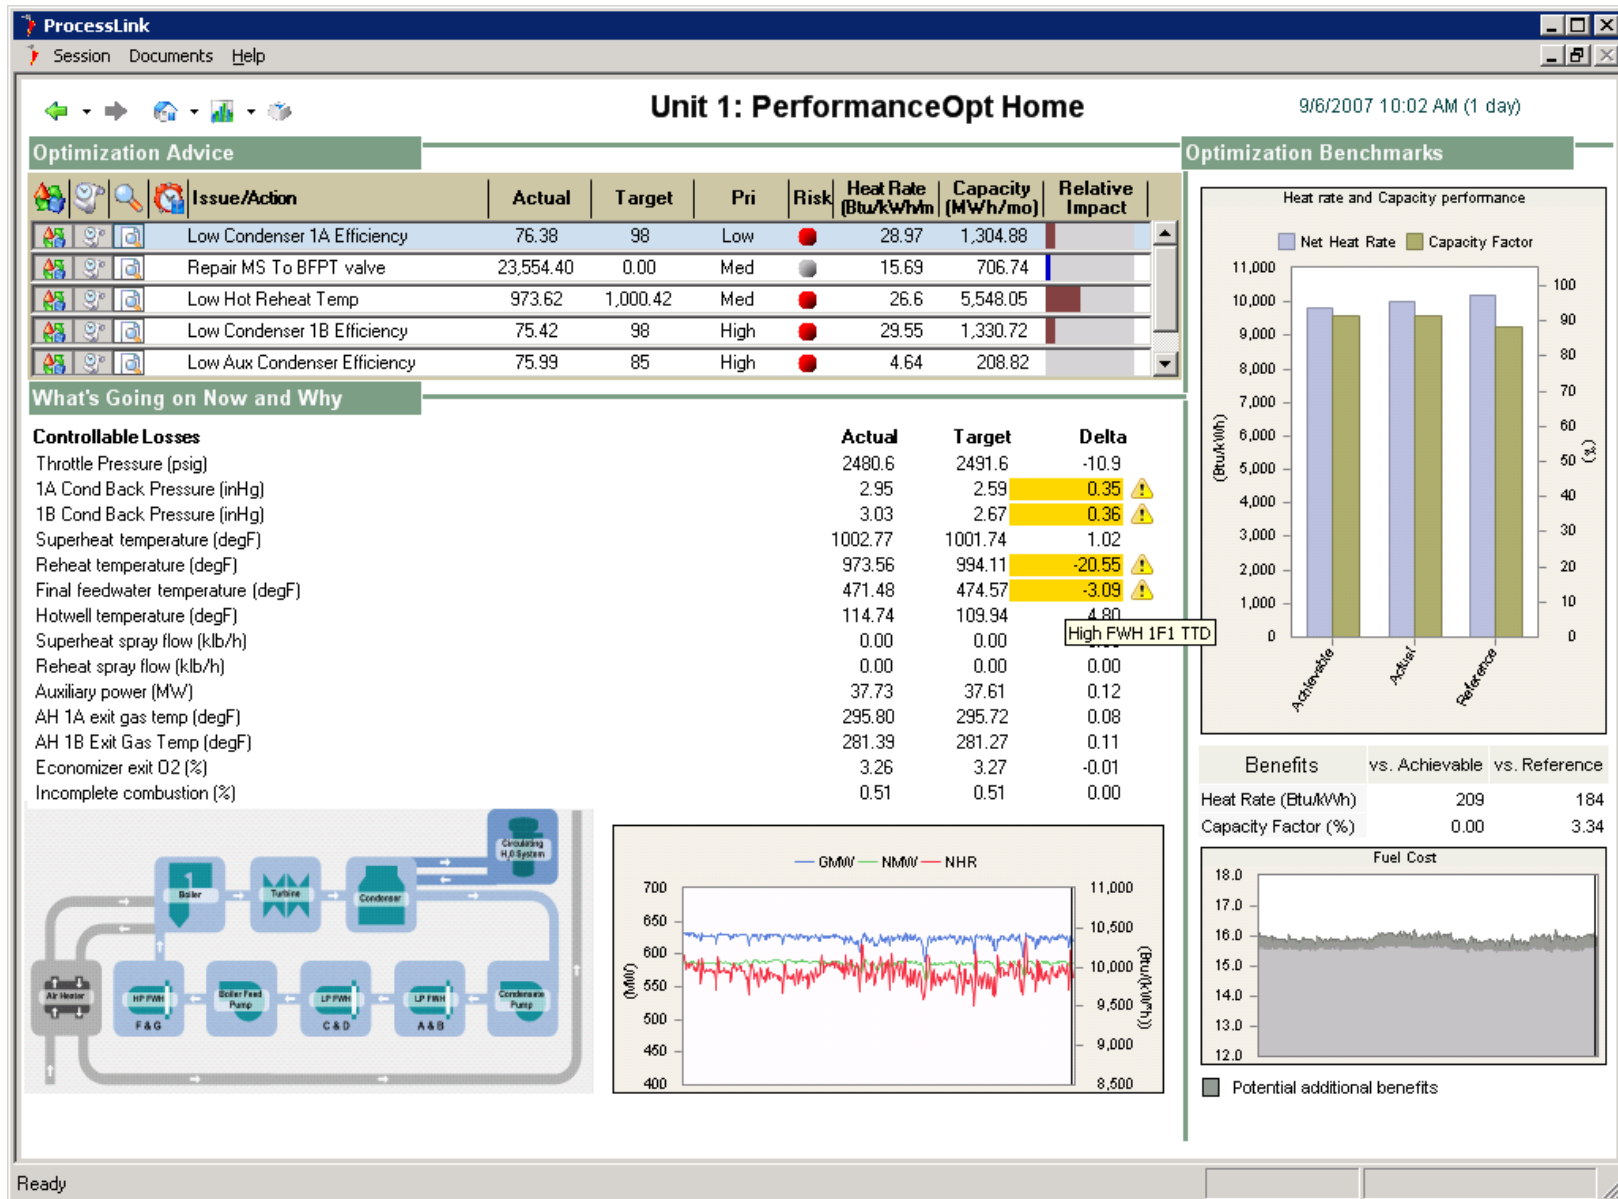 ProcessLink
Session Documents Help
Unit 1: PerformanceOpt Home
9/6/2007 10:02 AM (1 day)
Optimization Advice
Issue/Action Actual Target Pri Risk Heat Rate (Btu/kWh/m Capacity (MWh/mo) Relative Impact
Low Condenser 1A Efficiency 76.38 98 Low 28.97 1,304.88
Repair MS To BFPT valve 23,554.40 0.00 Med 15.69 706.74
Low Hot Reheat Temp 973.62 1,000.42 Med 26.6 5,548.05
Low Condenser 1B Efficiency 75.42 98 High 29.55 1,330.72
Low Aux Condenser Efficiency 75.99 85 High 4.64 208.82
What's Going on Now and Why
Controllable Losses Actual Target Delta
Throttle Pressure (psig) 2480.6 2491.6 -10.9
1A Cond Back Pressure (inHg) 2.95 2.59 0.35
1B Cond Back Pressure (inHg) 3.03 2.67 0.36
Superheat temperature (degF) 1002.77 1001.74 1.02
Reheat temperature (degF) 973.56 994.11 -20.55
Final feedwater temperature (degF) 471.48 474.57 -3.09
Hotwell temperature (degF) 114.74 109.94 4.80
High FWH 1F1 TTD
Superheat spray flow (klb/h) 0.00 0.00
Reheat spray flow (klb/h) 0.00 0.00 0.00
Auxiliary power (MW) 37.73 37.61 0.12
AH 1A exit gas temp (degF) 295.80 295.72 0.08
AH 1B Exit Gas Temp (degF) 281.39 281.27 0.11
Economizer exit O2 (%) 3.26 3.27 -0.01
Incomplete combustion (%) 0.51 0.51 0.00
Circulating
H2O System
1
Boiler
Turbine
Condenser
Air Heater
HP FWH
F & G
Boiler Feed
Pump
LP FWH
C & D
LP FWH
A & B
Condensate
Pump
GMW NMW NHR
700
650
600
550
500
450
400
(MW)
11,000
10,500
10,000
9,500
9,000
8,500
(Btu/(kW*h))
Optimization Benchmarks
Heat rate and Capacity performance
Net Heat Rate Capacity Factor
11,000
10,000
9,000
8,000
7,000
6,000
5,000
4,000
3,000
2,000
1,000
0
(Btu/kWh)
100
90
80
70
60
50
40
30
20
10
0
(%)
Achievable
Actual
Reference
Benefits vs. Achievable vs. Reference
Heat Rate (Btu/kWh) 209 184
Capacity Factor (%) 0.00 3.34
Fuel Cost
18.0
17.0
16.0
15.0
14.0
13.0
12.0
Potential additional benefits
Ready